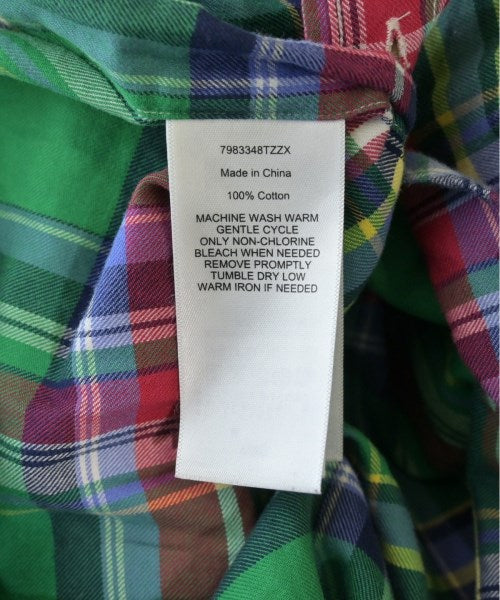 7983348TZZX
Made in China
100% Cotton
MACHINE WASH WARM
GENTLE CYCLE
ONLY NON-CHLORINE
BLEACH WHEN NEEDED
REMOVE PROMPTLY
TUMBLE DRY LOW
WARM IRON IF NEEDED